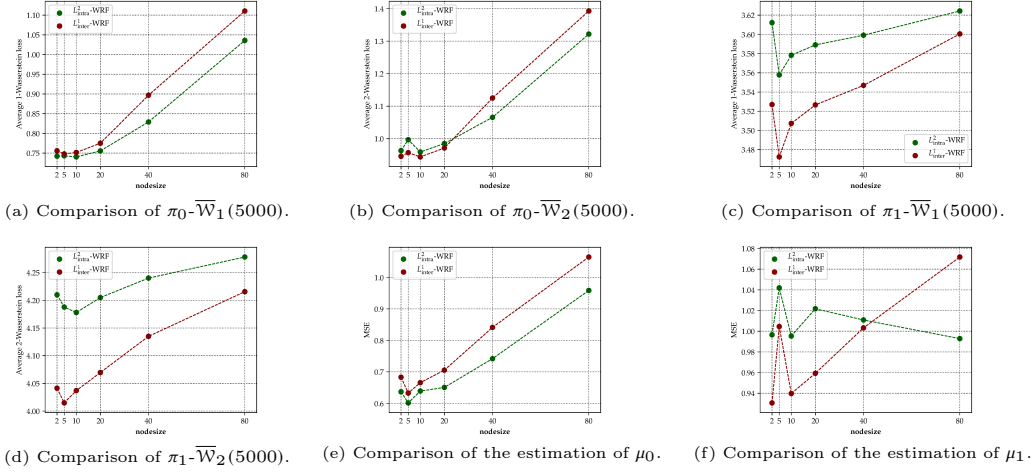 1.10
1.05
1.00
0.95
0.90
0.85
0.80
0.75
Average 1-Wasserstein loss
L²intra-WRF
L¹inter-WRF
2 5 10 20 40 80
nodesize
(a) Comparison of π₀-W̅₁(5000).
1.4
1.3
1.2
1.1
1.0
Average 2-Wasserstein loss
L²intra-WRF
L¹inter-WRF
2 5 10 20 40 80
nodesize
(b) Comparison of π₀-W̅₂(5000).
3.62
3.60
3.58
3.56
3.54
3.52
3.50
3.48
Average 1-Wasserstein loss
L²intra-WRF
L¹inter-WRF
2 5 10 20 40 80
nodesize
(c) Comparison of π₁-W̅₁(5000).
4.25
4.20
4.15
4.10
4.05
4.00
Average 2-Wasserstein loss
L²intra-WRF
L¹inter-WRF
2 5 10 20 40 80
nodesize
(d) Comparison of π₁-W̅₂(5000).
1.0
0.9
0.8
0.7
0.6
MSE
L²intra-WRF
L¹inter-WRF
2 5 10 20 40 80
nodesize
(e) Comparison of the estimation of μ₀.
1.08
1.06
1.04
1.02
1.00
0.98
0.96
0.94
MSE
L²intra-WRF
L¹inter-WRF
2 5 10 20 40 80
nodesize
(f) Comparison of the estimation of μ₁.